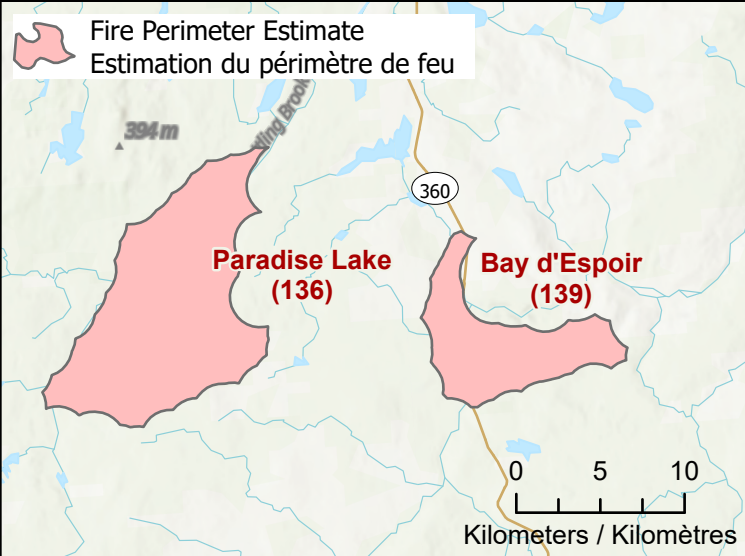 Fire Perimeter Estimate
Estimation du périmètre de feu
394 m
Brook
360
Paradise Lake
(136)
Bay d'Espoir
(139)
0 5 10
Kilometers / Kilomètres